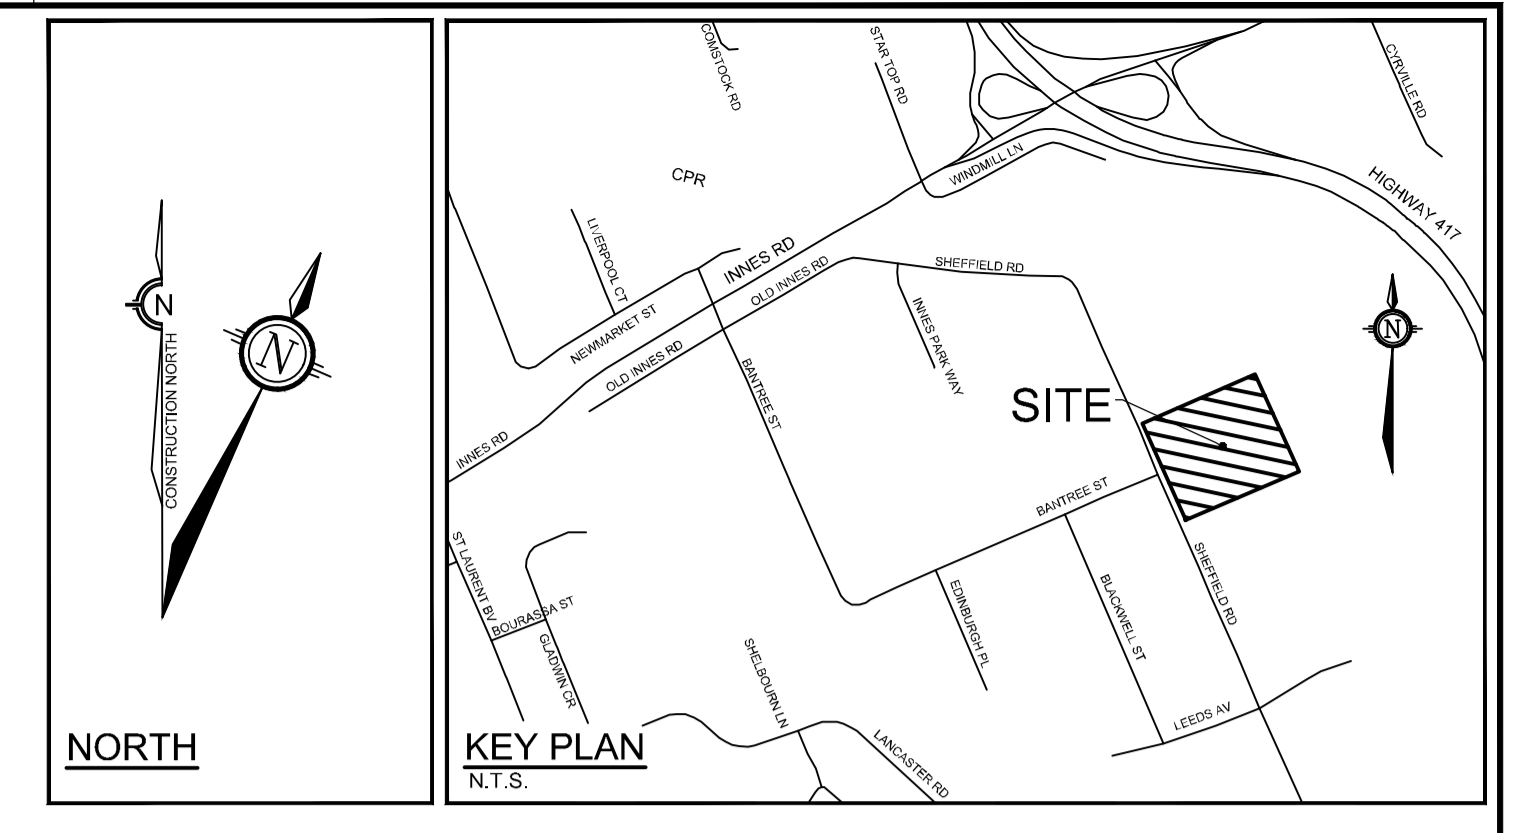 N
CONSTRUCTION NORTH
N
NORTH
COMSTOCK RD
STAR TOP RD
CYRVILLE RD
CPR
WINDMILL LN
HIGHWAY 417
LIVERPOOL CT
INNES RD
OLD INNES RD
SHEFFIELD RD
NEWMARKET ST
INNES PARK WAY
N
OLD INNES RD
BANTREE ST
SITE
INNES RD
BANTREE ST
ST LAURENT BV
SHEFFIELD RD
BOURASSA ST
EDINBURGH PL
BLACKWELL ST
GLADWIN CR
SHELBOURN LN
LEEDS AV
LANCASTER RD
KEY PLAN
N.T.S.